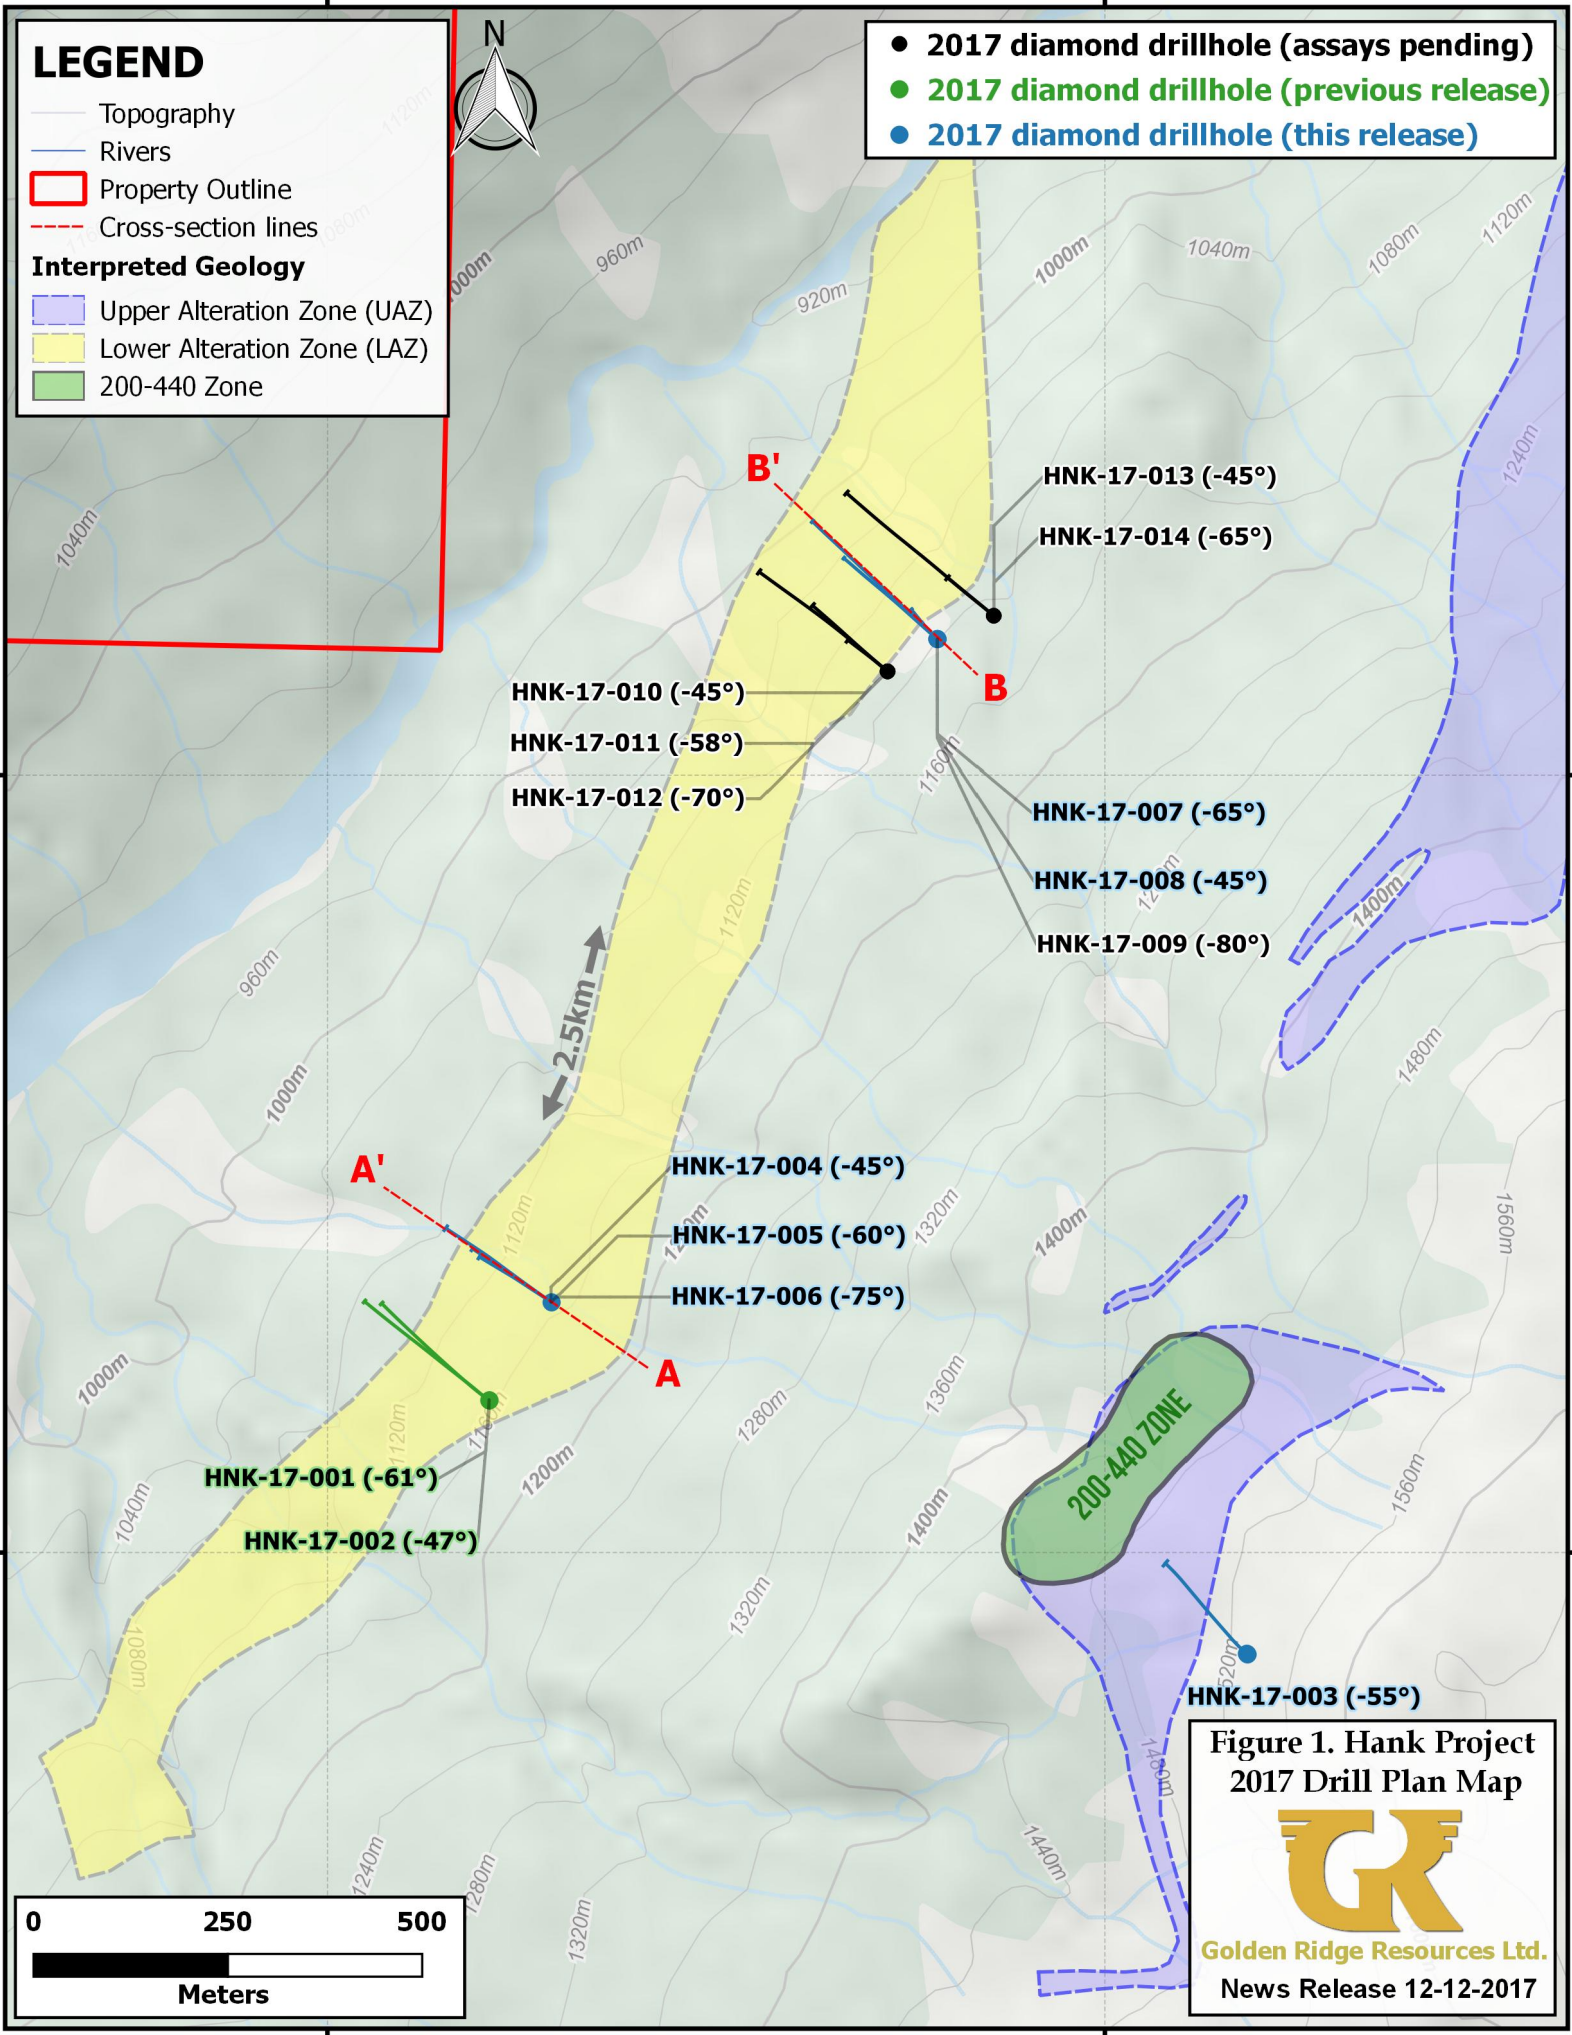 LEGEND
Topography
Rivers
Property Outline
Cross-section lines
Interpreted Geology
Upper Alteration Zone (UAZ)
Lower Alteration Zone (LAZ)
200-440 Zone
N
2017 diamond drillhole (assays pending)
2017 diamond drillhole (previous release)
2017 diamond drillhole (this release)
1120m
1080m
960m
920m
1000m
1040m
1080m
1120m
1240m
1040m
B'
HNK-17-013 (-45°)
HNK-17-014 (-65°)
B
HNK-17-010 (-45°)
HNK-17-011 (-58°)
HNK-17-012 (-70°)
1160m
HNK-17-007 (-65°)
HNK-17-008 (-45°)
HNK-17-009 (-80°)
1120m
1400m
960m
2.5km
1000m
1480m
A'
HNK-17-004 (-45°)
HNK-17-005 (-60°)
HNK-17-006 (-75°)
1120m
1320m
1400m
1560m
A
1000m
1360m
1280m
1120m
200-440 ZONE
HNK-17-001 (-61°)
1200m
1560m
1040m
HNK-17-002 (-47°)
1400m
1320m
1080m
520m
HNK-17-003 (-55°)
1480m
1440m
1240m
1280m
1320m
Figure 1. Hank Project
2017 Drill Plan Map
GR
Golden Ridge Resources Ltd.
News Release 12-12-2017
0 250 500
Meters